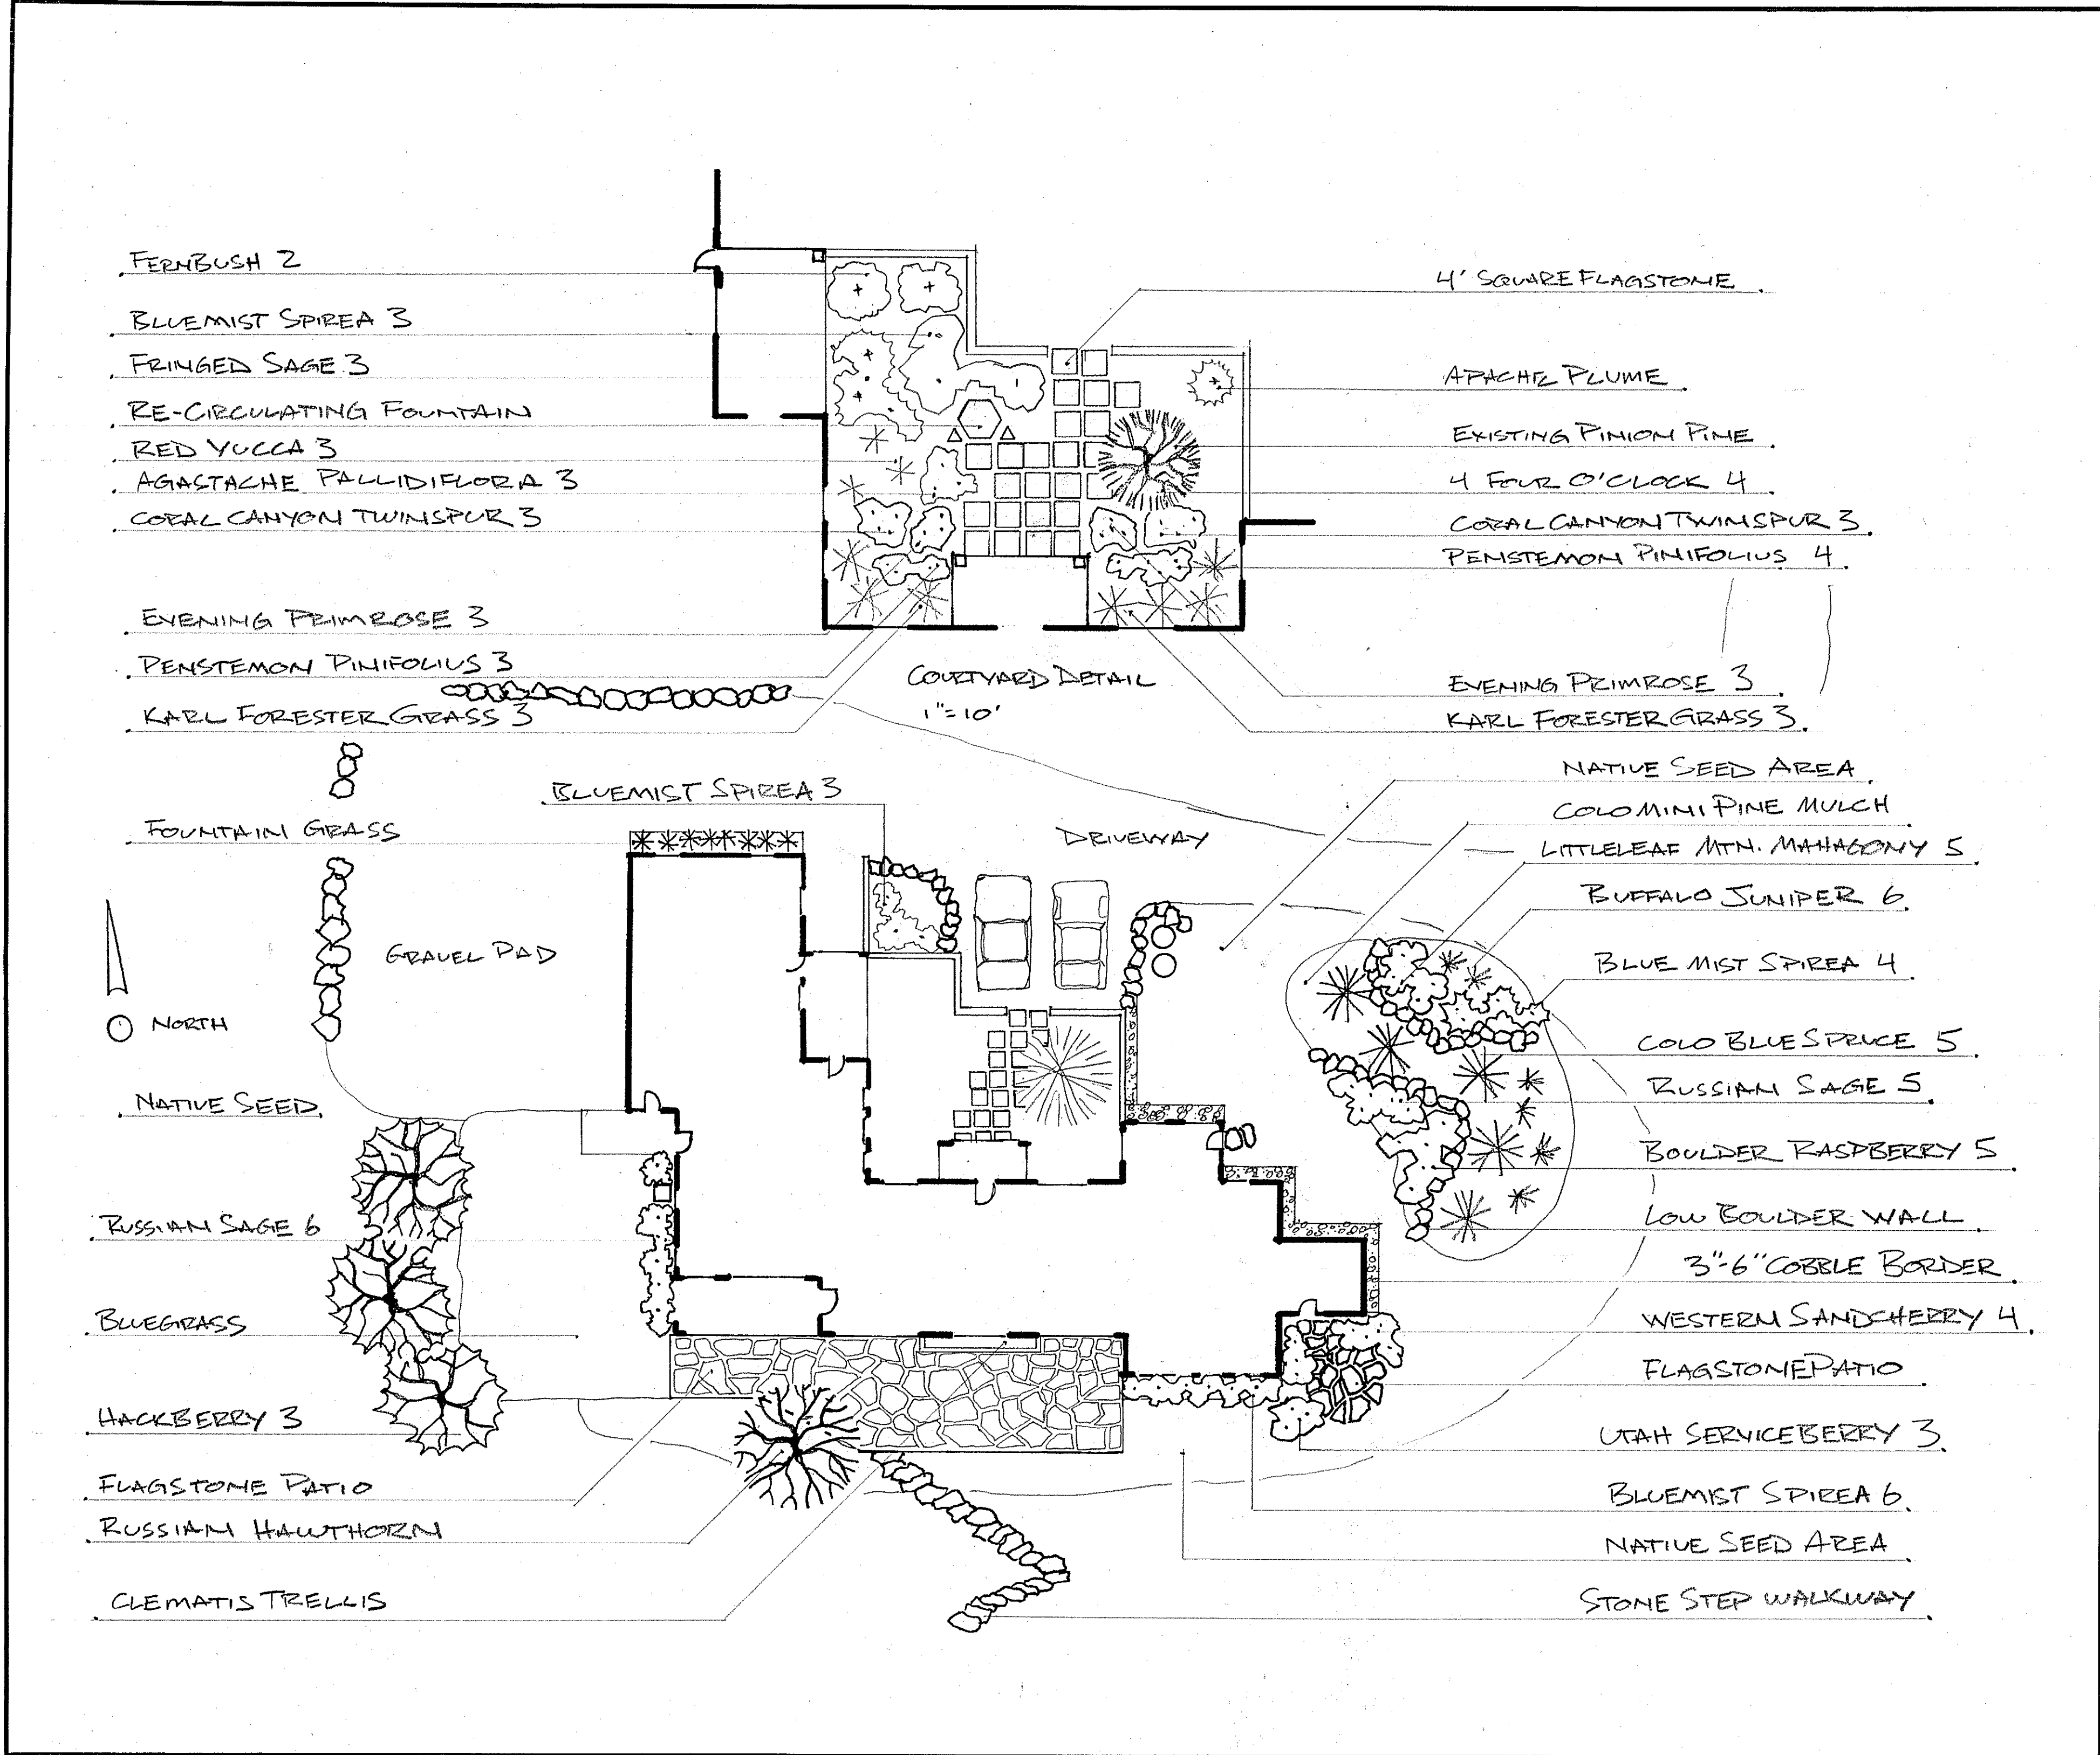 FERNBUSH 2
BLUEMIST SPIREA 3
FRINGED SAGE 3
RE-CIRCULATING FOUNTAIN
RED YUCCA 3
AGASTACHE PALLIDIFLORA 3
CORAL CANYON TWINSPUR 3
EVENING PRIMROSE 3
PENSTEMON PINIFOLIUS 3
KARL FORESTER GRASS 3
4' SQUARE FLAGSTONE
APACHE PLUME
EXISTING PINION PINE
4 FOUR O'CLOCK 4
CORAL CANYON TWINSPUR 3
PENSTEMON PINIFOLIUS 4
EVENING PRIMROSE 3
KARL FORESTER GRASS 3
COURTYARD DETAIL
1"=10'
BLUEMIST SPIREA 3
FOUNTAIN GRASS
GRAVEL PAD
NORTH
NATIVE SEED
RUSSIAN SAGE 6
BLUEGRASS
HACKBERRY 3
FLAGSTONE PATIO
RUSSIAN HAWTHORN
CLEMATIS TRELLIS
DRIVEWAY
NATIVE SEED AREA
COLO MINI PINE MULCH
LITTLELEAF MTN. MAHAGONY 5
BUFFALO JUNIPER 6
BLUE MIST SPIREA 4
COLO BLUE SPRUCE 5
RUSSIAN SAGE 5
BOULDER RASPBERRY 5
LOW BOULDER WALL
3"-6" COBBLE BORDER
WESTERN SANDCHERRY 4
FLAGSTONE PATIO
UTAH SERVICEBERRY 3
BLUEMIST SPIREA 6
NATIVE SEED AREA
STONE STEP WALKWAY